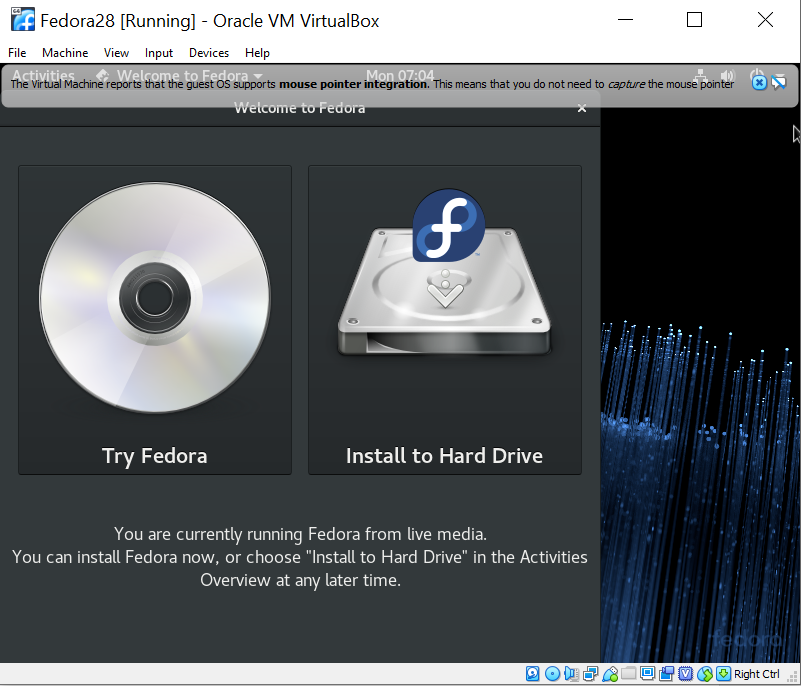 Fedora28 [Running] - Oracle VM VirtualBox
File Machine View Input Devices Help
Activities Welcome to Fedora Mon 07:04
The Virtual Machine reports that the guest OS supports mouse pointer integration. This means that you do not need to capture the mouse pointer
Welcome to Fedora
Try Fedora
Install to Hard Drive
You are currently running Fedora from live media.
You can install Fedora now, or choose "Install to Hard Drive" in the Activities
Overview at any later time.
fedora
Right Ctrl